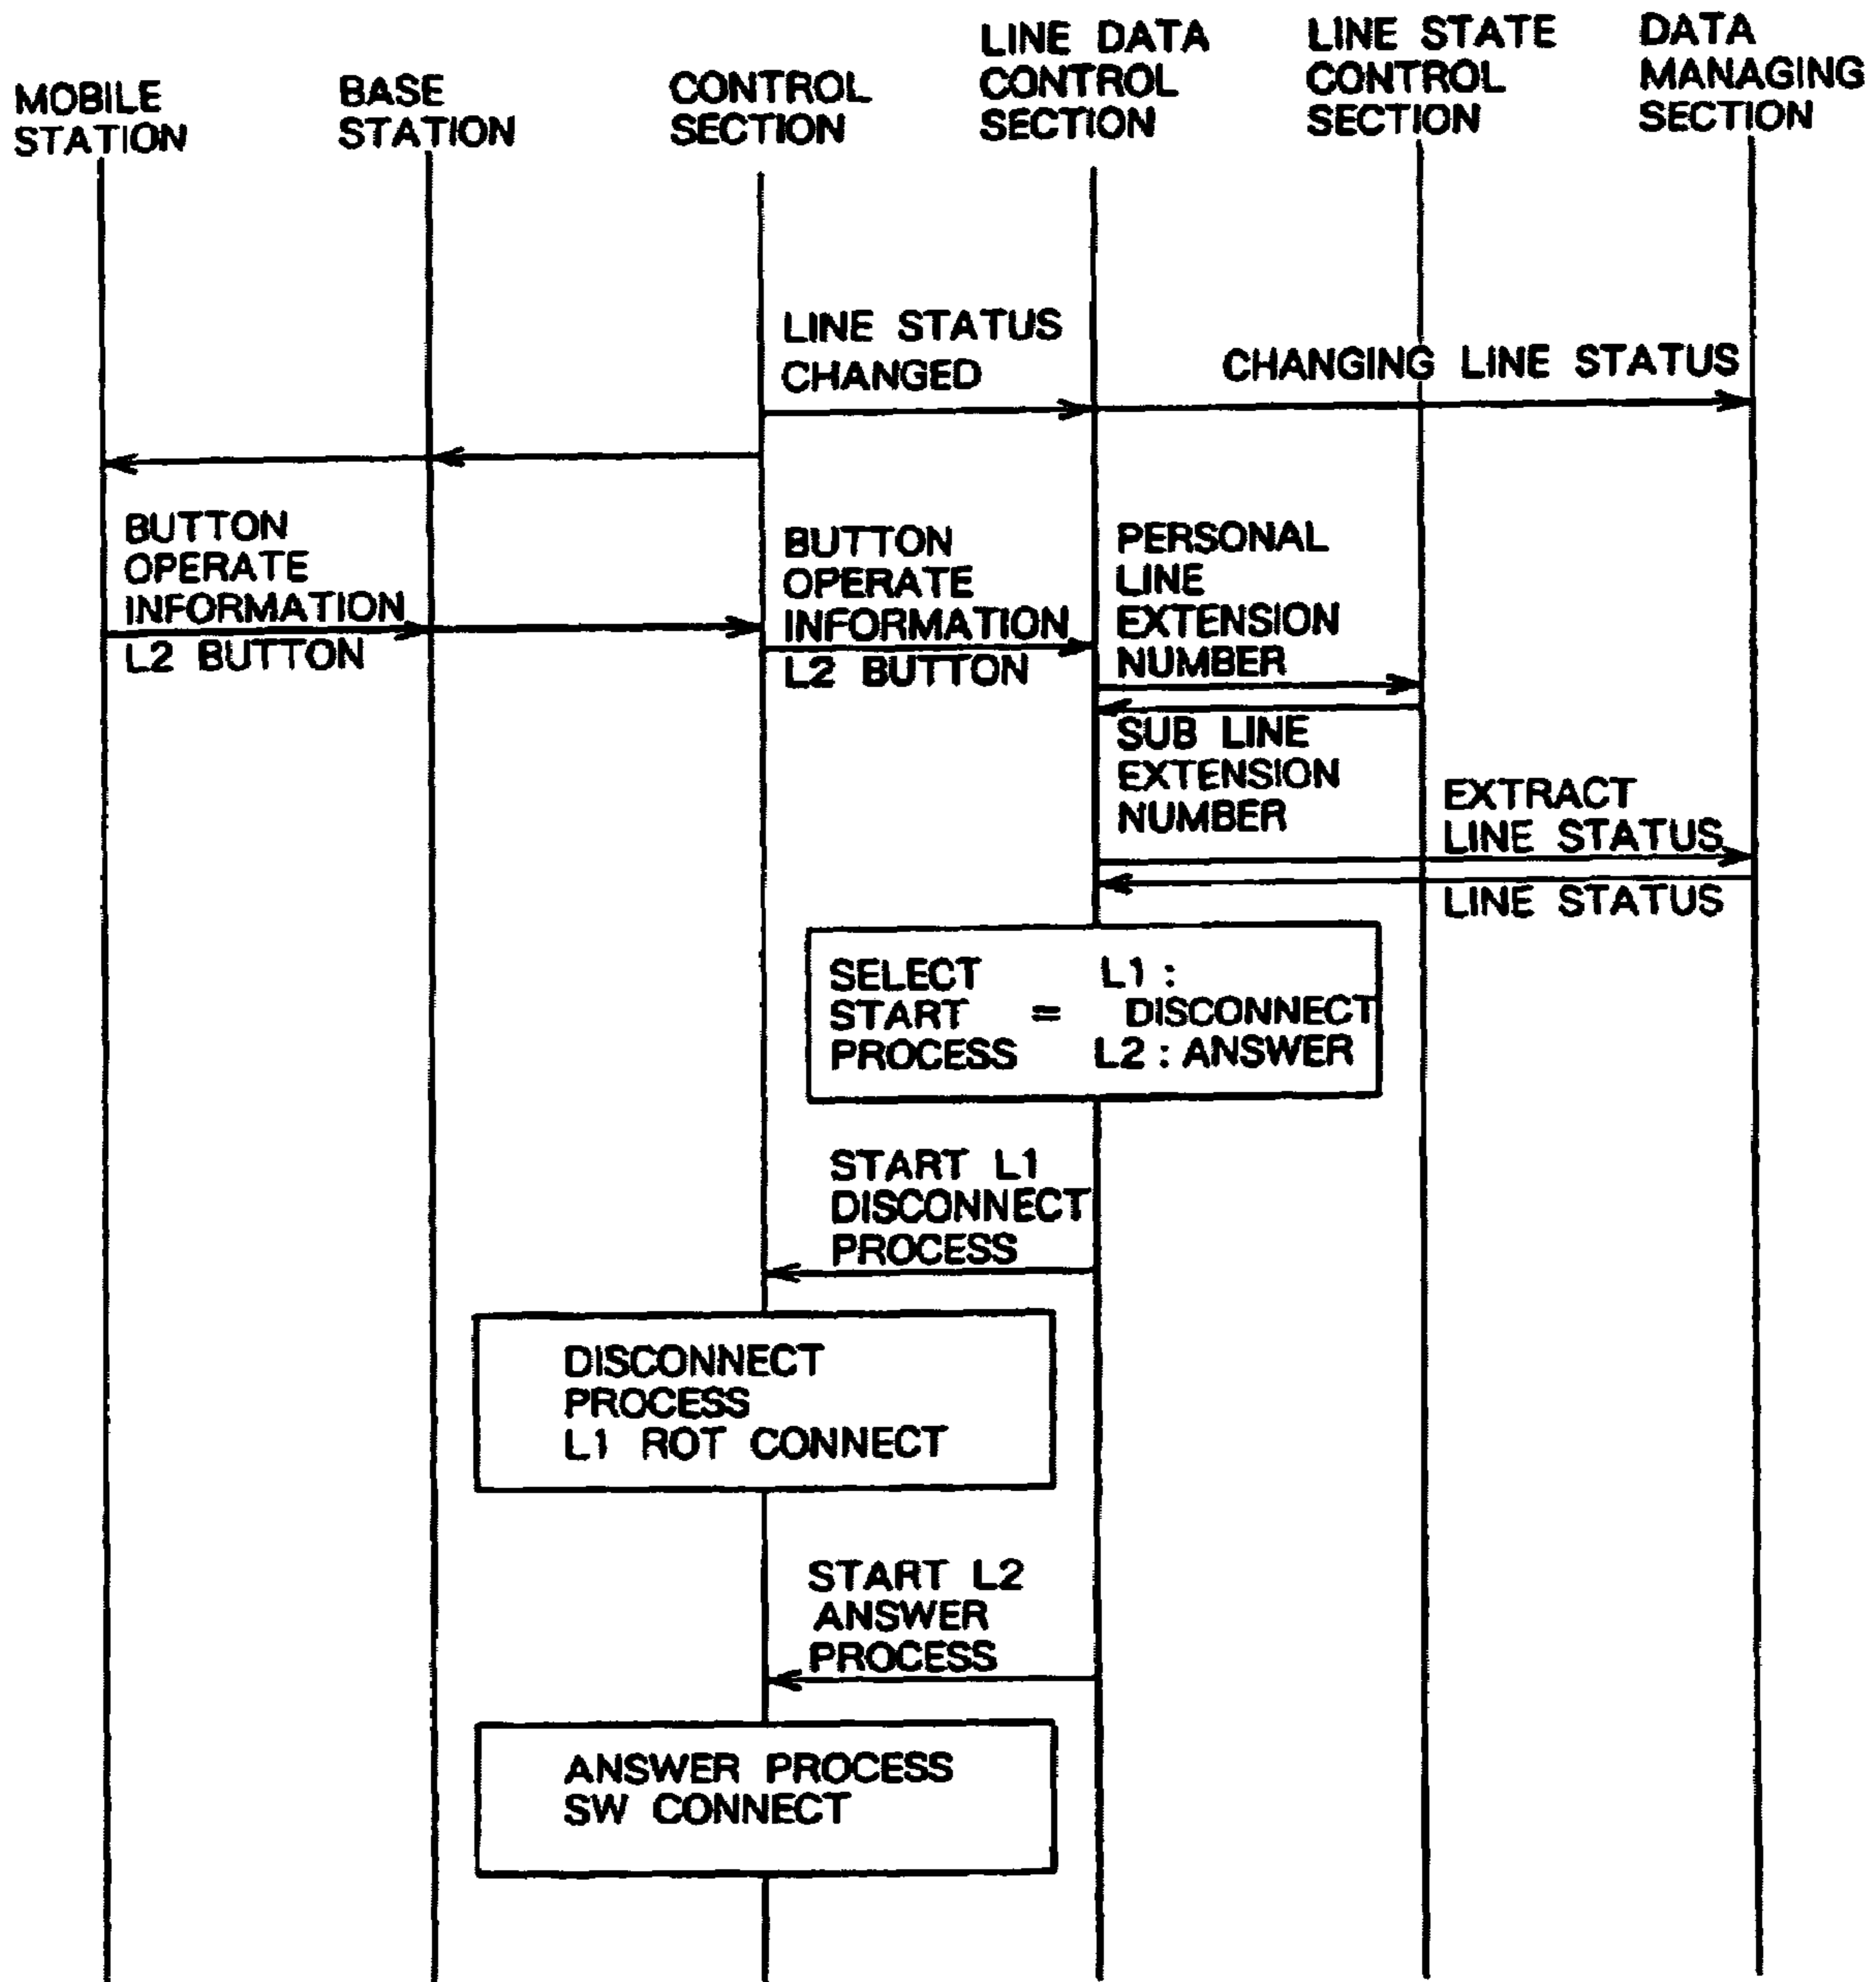 MOBILE
STATION
BASE
STATION
CONTROL
SECTION
LINE DATA
CONTROL
SECTION
LINE STATE
CONTROL
SECTION
DATA
MANAGING
SECTION
LINE STATUS
CHANGED
CHANGING LINE STATUS
BUTTON
OPERATE
INFORMATION
L2 BUTTON
BUTTON
OPERATE
INFORMATION
L2 BUTTON
PERSONAL
LINE
EXTENSION
NUMBER
SUB LINE
EXTENSION
NUMBER
EXTRACT
LINE STATUS
LINE STATUS
SELECT L1 :
START = DISCONNECT
PROCESS L2 : ANSWER
START L1
DISCONNECT
PROCESS
DISCONNECT
PROCESS
L1 ROT CONNECT
START L2
ANSWER
PROCESS
ANSWER PROCESS
SW CONNECT